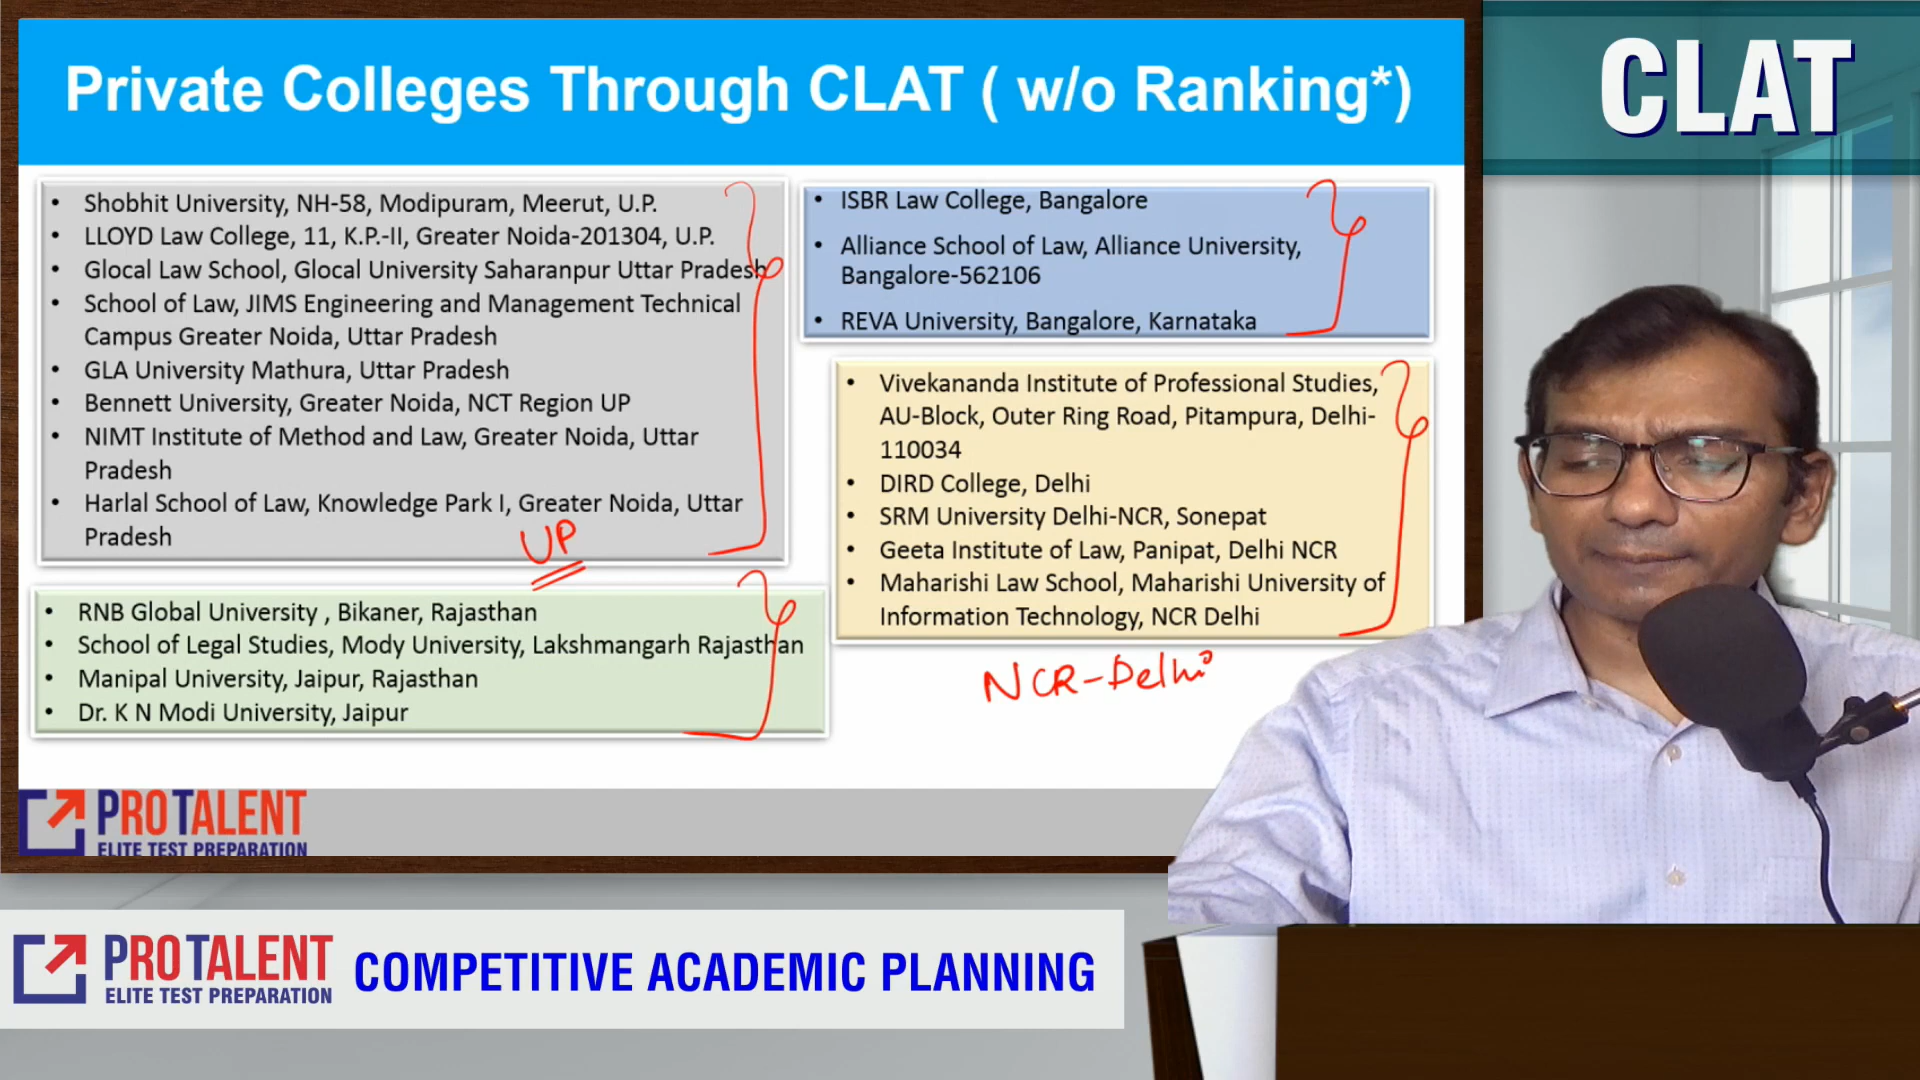 Private Colleges Through CLAT ( w/o Ranking*)
CLAT
• Shobhit University, NH-58, Modipuram, Meerut, U.P.
• LLOYD Law College, 11, K.P.-II, Greater Noida-201304, U.P.
• Glocal Law School, Glocal University Saharanpur Uttar Pradesh
• School of Law, JIMS Engineering and Management Technical
Campus Greater Noida, Uttar Pradesh
• GLA University Mathura, Uttar Pradesh
• Bennett University, Greater Noida, NCT Region UP
• NIMT Institute of Method and Law, Greater Noida, Uttar
Pradesh
• Harlal School of Law, Knowledge Park I, Greater Noida, Uttar
Pradesh
UP
• RNB Global University , Bikaner, Rajasthan
• School of Legal Studies, Mody University, Lakshmangarh Rajasthan
• Manipal University, Jaipur, Rajasthan
• Dr. K N Modi University, Jaipur
• ISBR Law College, Bangalore
• Alliance School of Law, Alliance University,
Bangalore-562106
• REVA University, Bangalore, Karnataka
• Vivekananda Institute of Professional Studies,
AU-Block, Outer Ring Road, Pitampura, Delhi-
110034
• DIRD College, Delhi
• SRM University Delhi-NCR, Sonepat
• Geeta Institute of Law, Panipat, Delhi NCR
• Maharishi Law School, Maharishi University of
Information Technology, NCR Delhi
NCR-Delhi
PROTALENT
ELITE TEST PREPARATION
PROTALENT
ELITE TEST PREPARATION
COMPETITIVE ACADEMIC PLANNING